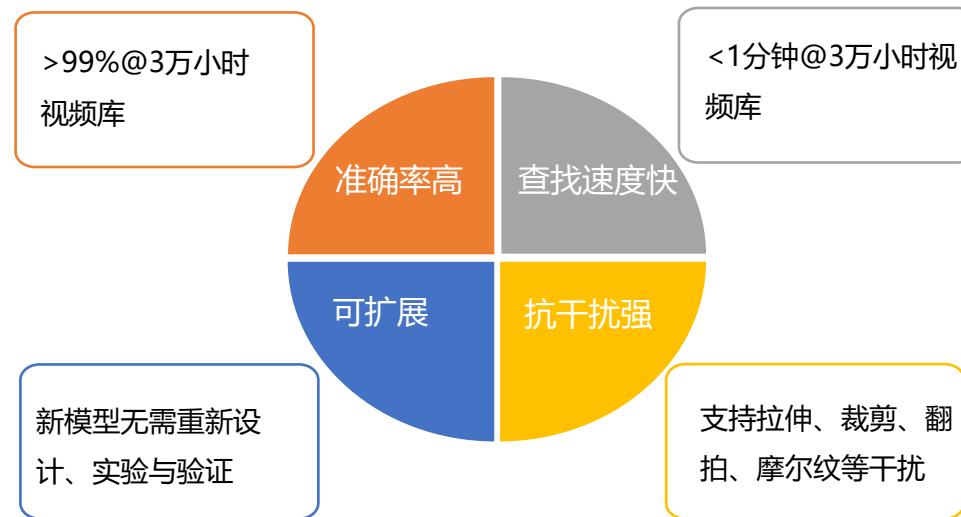 >99%@3万小时
视频库
<1分钟@3万小时视
频库
准确率高
查找速度快
可扩展
抗干扰强
新模型无需重新设
计、实验与验证
支持拉伸、裁剪、翻
拍、摩尔纹等干扰